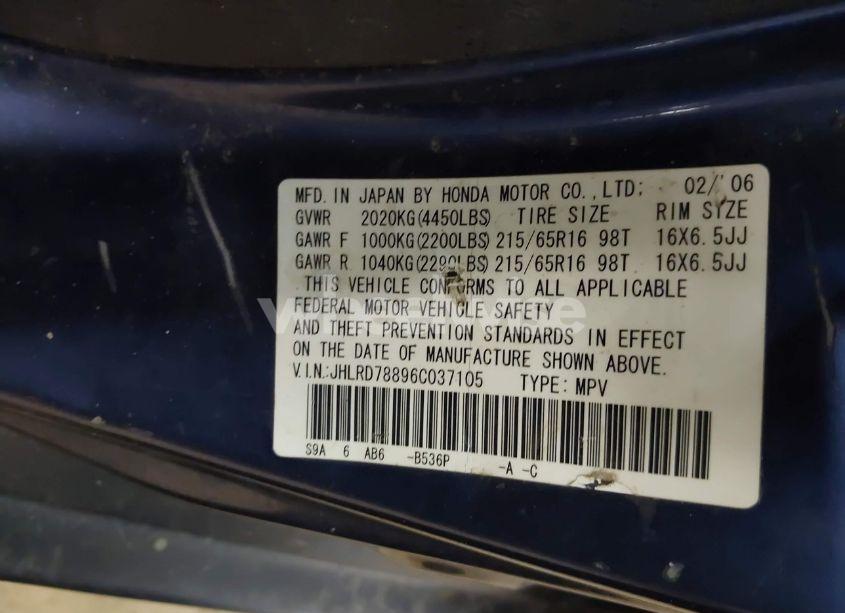 MFD. IN JAPAN BY HONDA MOTOR CO.,LTD: 02/'06
GVWR 2020KG(4450LBS) TIRE SIZE RIM SIZE
GAWR F 1000KG(2200LBS) 215/65R16 98T 16X6.5JJ
GAWR R 1040KG(2290LBS) 215/65R16 98T 16X6.5JJ
THIS VEHICLE CONFORMS TO ALL APPLICABLE
FEDERAL MOTOR VEHICLE SAFETY
AND THEFT PREVENTION STANDARDS IN EFFECT
ON THE DATE OF MANUFACTURE SHOWN ABOVE.
V.I.N.:JHLRD78896C037105 TYPE: MPV
S9A 6 AB6 -B536P -A -C